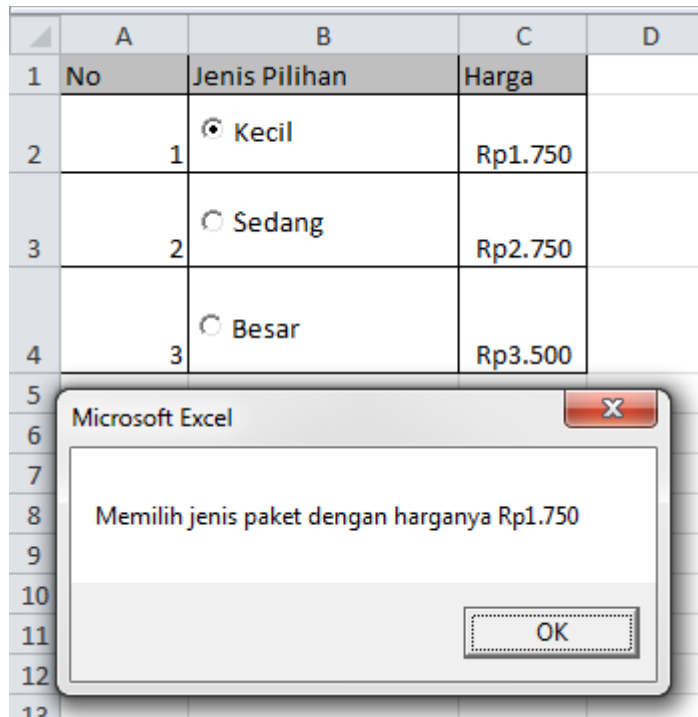 A B C D
1 No Jenis Pilihan Harga
2 1 Kecil Rp1.750
3 2 Sedang Rp2.750
4 3 Besar Rp3.500
5
Microsoft Excel
6
7
8 Memilih jenis paket dengan harganya Rp1.750
9
10
11 OK
12
13